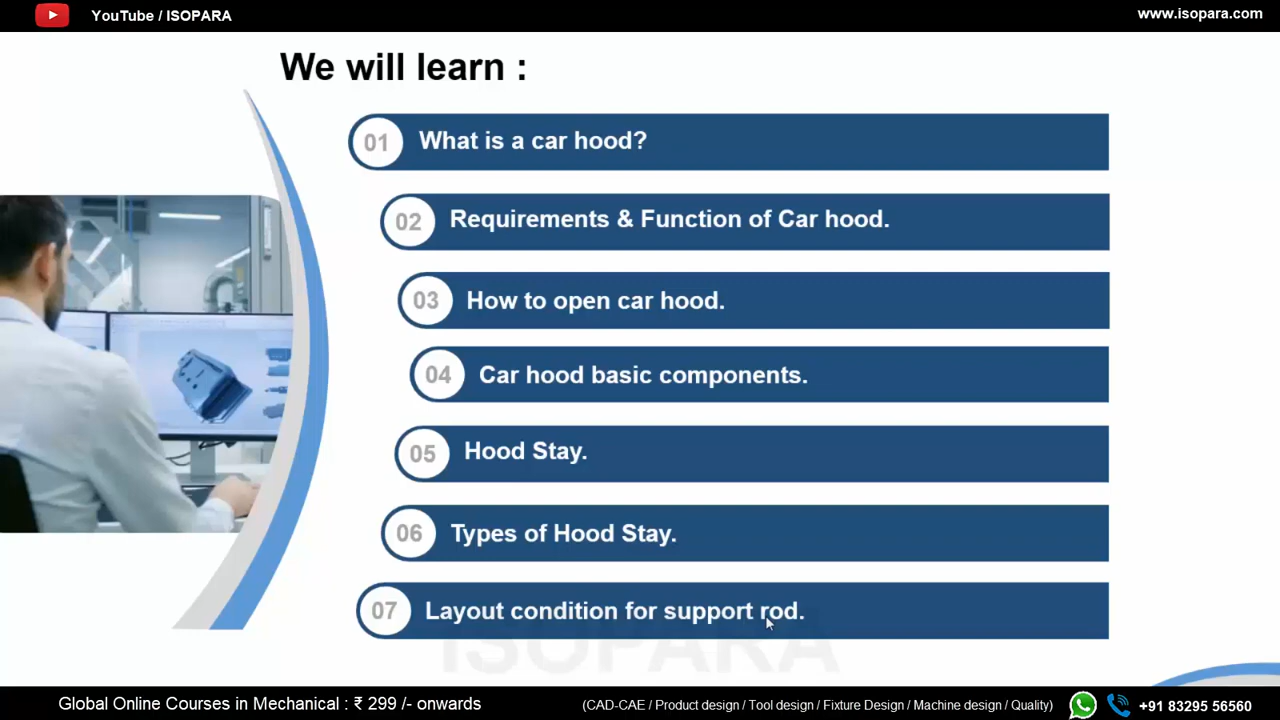 YouTube / ISOPARA
www.isopara.com
We will learn :
01 What is a car hood?
02 Requirements & Function of Car hood.
03 How to open car hood.
04 Car hood basic components.
05 Hood Stay.
06 Types of Hood Stay.
07 Layout condition for support rod.
ISOPARA
Global Online Courses in Mechanical : ₹ 299 /- onwards
(CAD-CAE / Product design / Tool design / Fixture Design / Machine design / Quality)
+91 83295 56560